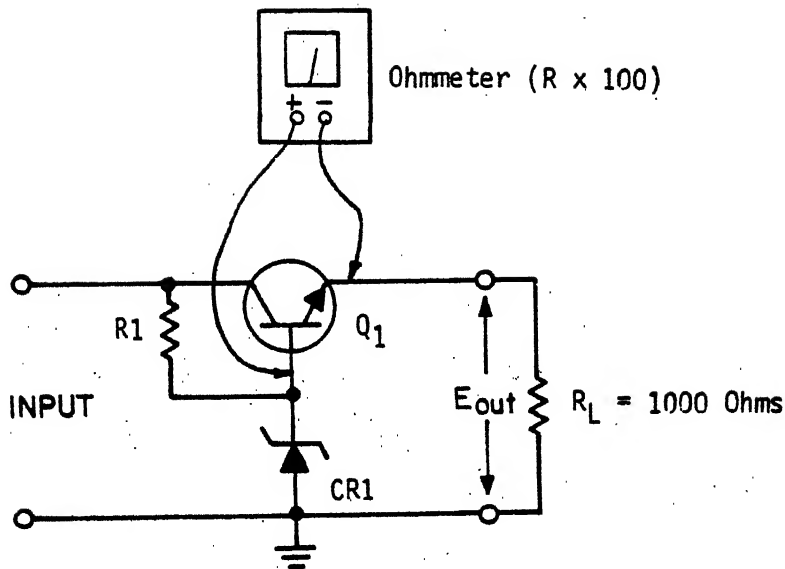 Ohmmeter (R x 100)
+ -
R1
Q1
INPUT
Eout
RL = 1000 Ohms
CR1